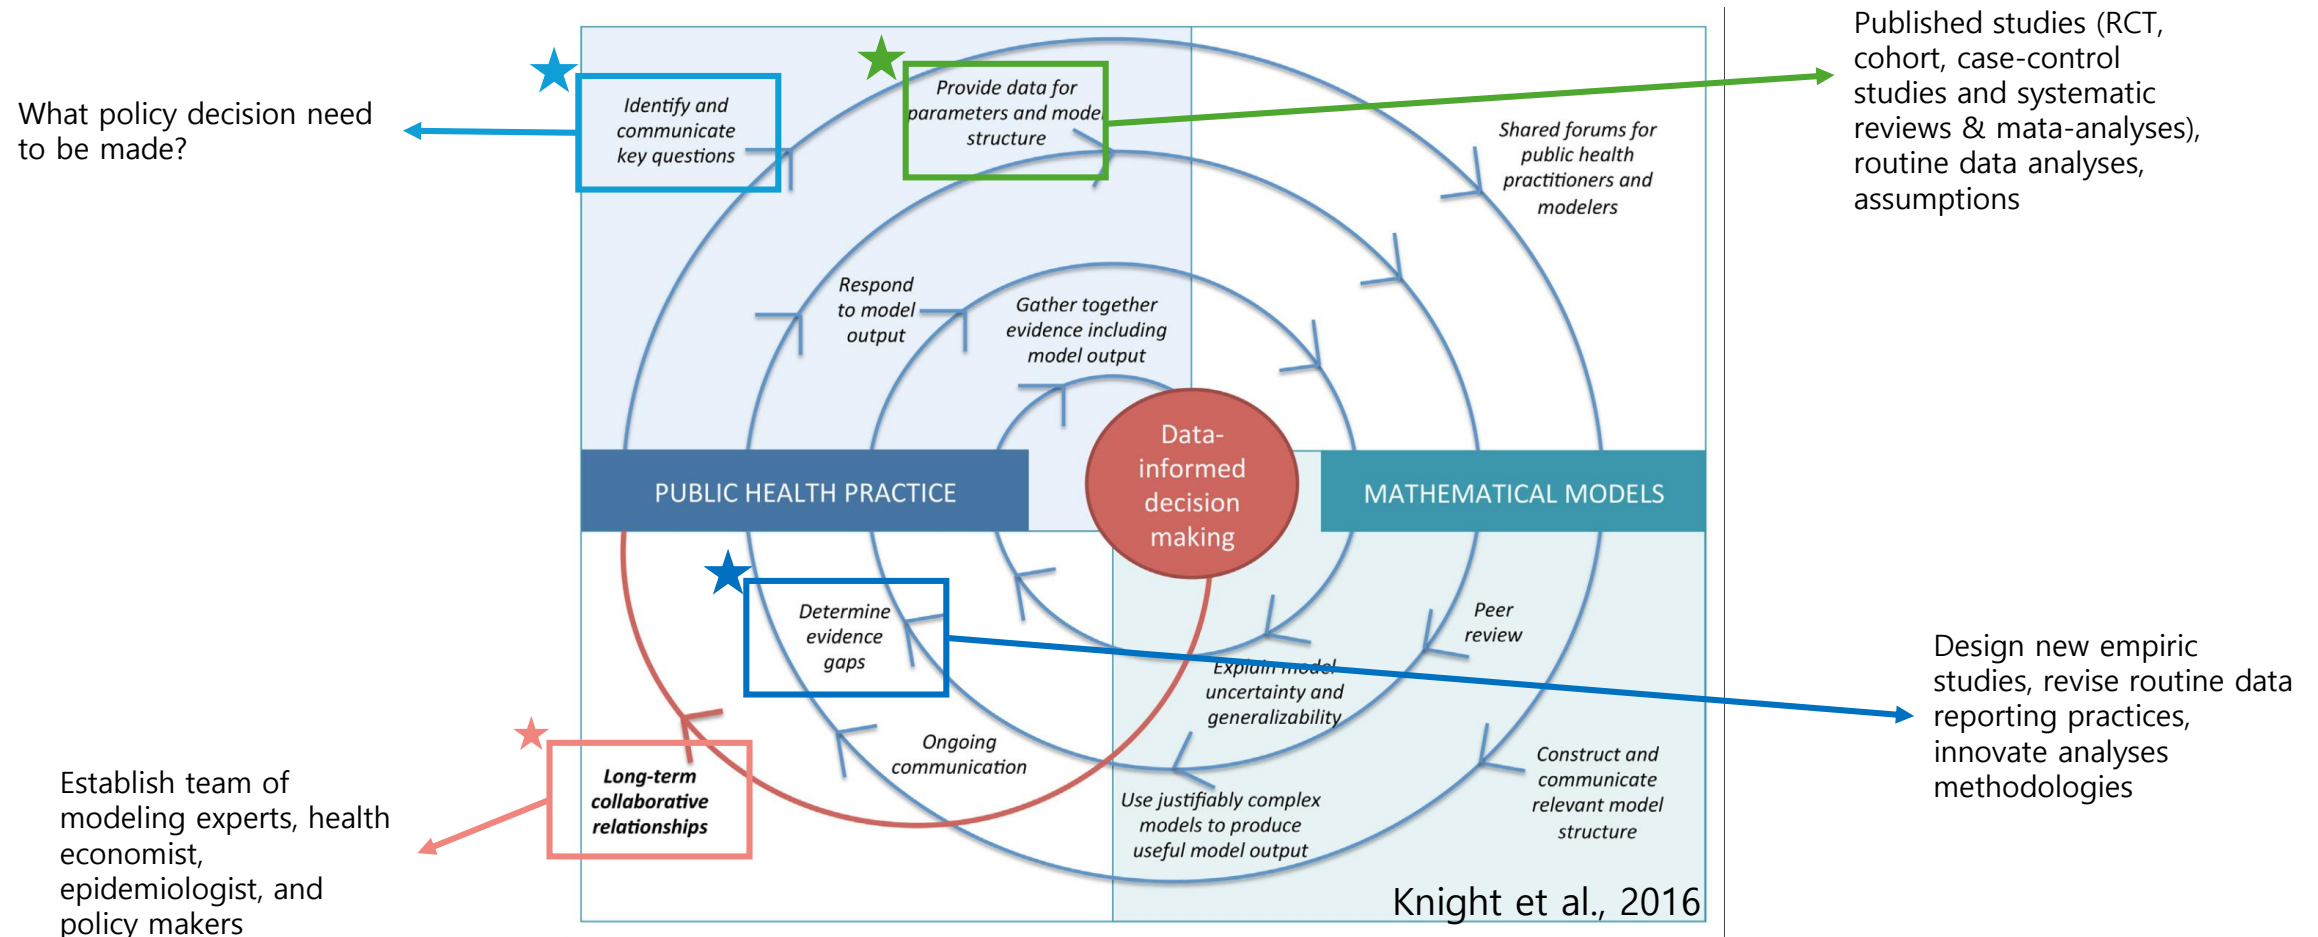 What policy decision need
to be made?
Identify and
communicate
key questions
Provide data for
parameters and model
structure
Published studies (RCT,
cohort, case-control
studies and systematic
reviews & mata-analyses),
routine data analyses,
assumptions
Shared forums for
public health
practitioners and
modelers
Respond
to model
output
Gather together
evidence including
model output
Data-
informed
decision
making
PUBLIC HEALTH PRACTICE
MATHEMATICAL MODELS
Determine
evidence
gaps
Peer
review
Explain model
uncertainty and
generalizability
Design new empiric
studies, revise routine data
reporting practices,
innovate analyses
methodologies
Ongoing
communication
Long-term
collaborative
relationships
Establish team of
modeling experts, health
economist,
epidemiologist, and
policy makers
Use justifiably complex
models to produce
useful model output
Construct and
communicate
relevant model
structure
Knight et al., 2016